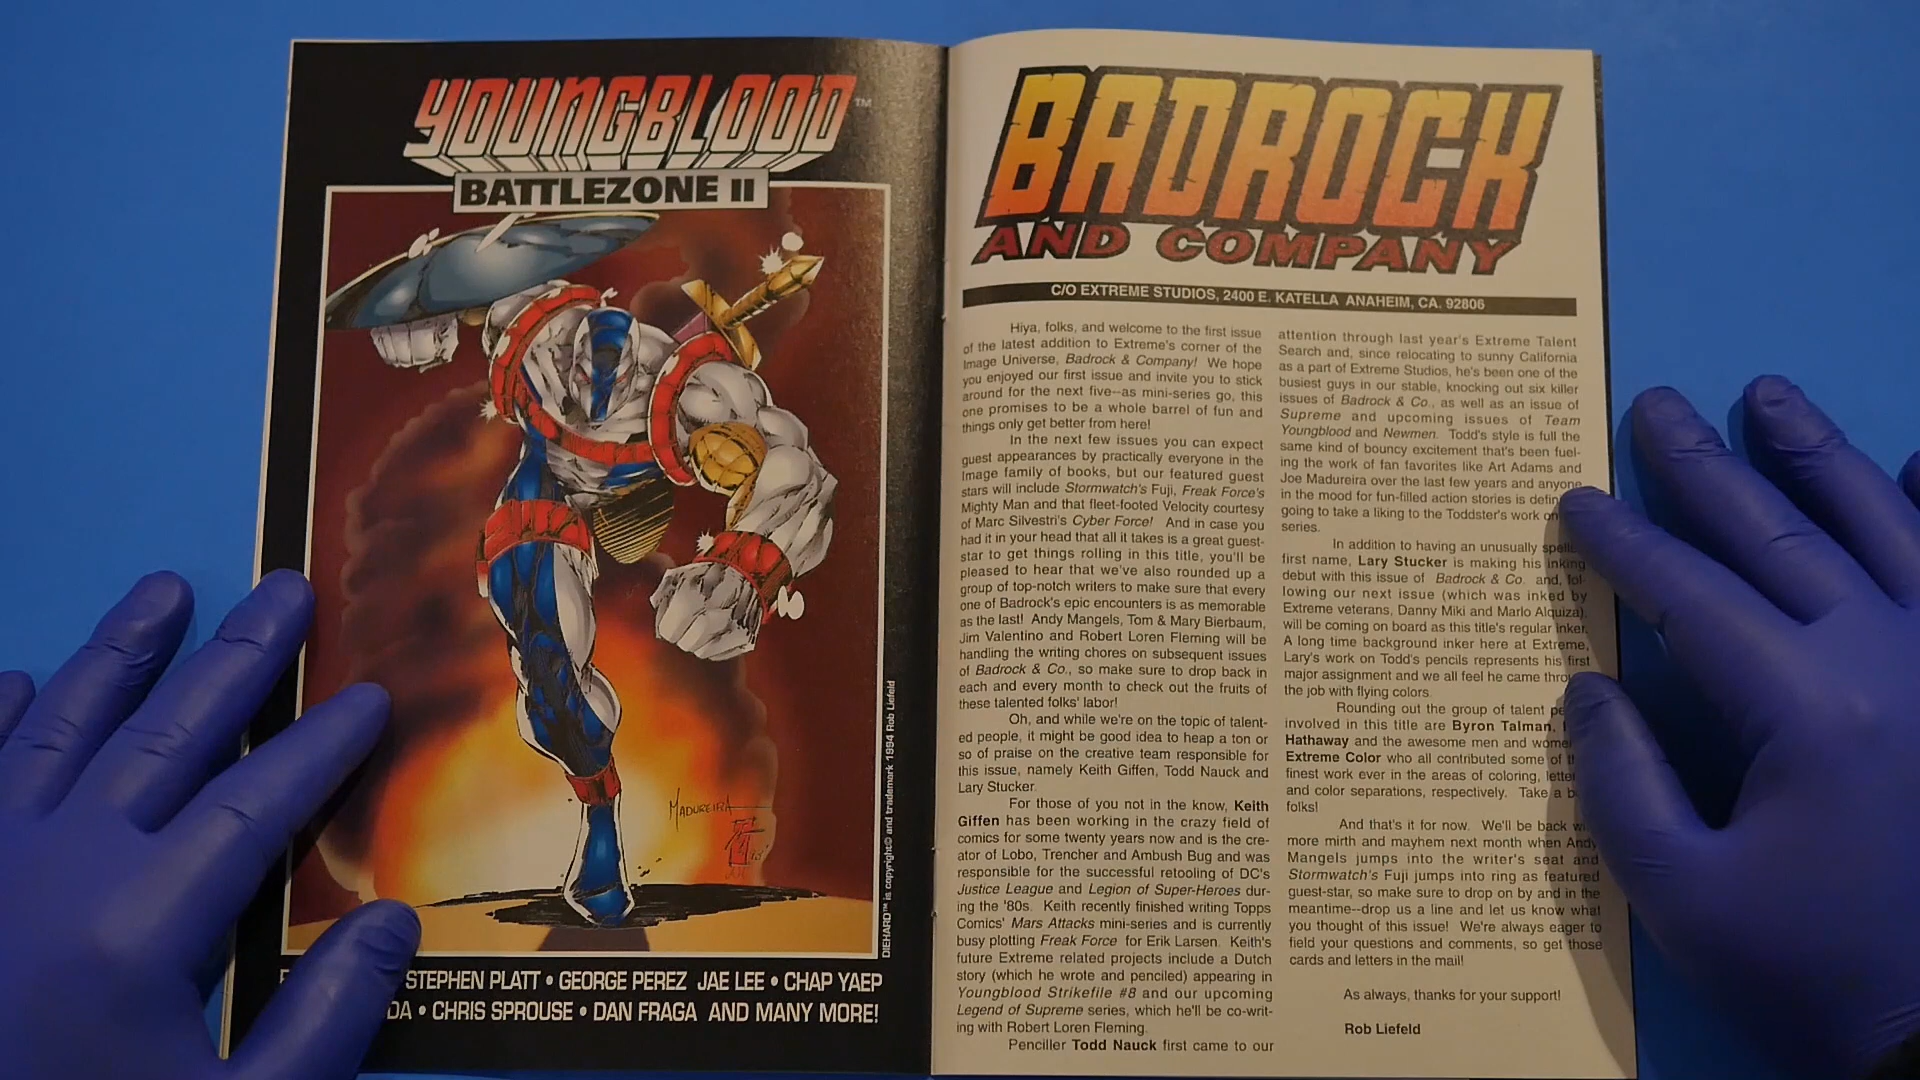 YOUNGBLOOD™
BATTLEZONE II
MADUREIRA
DIEHARD™ is copyright© and trademark 1994 Rob Liefeld
STEPHEN PLATT • GEORGE PEREZ JAE LEE • CHAP YAEP
DA • CHRIS SPROUSE • DAN FRAGA AND MANY MORE!
BADROCK
AND COMPANY
C/O EXTREME STUDIOS, 2400 E. KATELLA ANAHEIM, CA. 92806
Hiya, folks, and welcome to the first issue
of the latest addition to Extreme's corner of the
Image Universe, Badrock & Company! We hope
you enjoyed our first issue and invite you to stick
around for the next five--as mini-series go, this
one promises to be a whole barrel of fun and
things only get better from here!
In the next few issues you can expect
guest appearances by practically everyone in the
Image family of books, but our featured guest
stars will include Stormwatch's Fuji, Freak Force's
Mighty Man and that fleet-footed Velocity courtesy
of Marc Silvestri's Cyber Force! And in case you
had it in your head that all it takes is a great guest-
star to get things rolling in this title, you'll be
pleased to hear that we've also rounded up a
group of top-notch writers to make sure that every
one of Badrock's epic encounters is as memorable
as the last! Andy Mangels, Tom & Mary Bierbaum,
Jim Valentino and Robert Loren Fleming will be
handling the writing chores on subsequent issues
of Badrock & Co., so make sure to drop back in
each and every month to check out the fruits of
these talented folks' labor!
Oh, and while we're on the topic of talent-
ed people, it might be good idea to heap a ton or
so of praise on the creative team responsible for
this issue, namely Keith Giffen, Todd Nauck and
Lary Stucker.
For those of you not in the know, Keith
Giffen has been working in the crazy field of
comics for some twenty years now and is the cre-
ator of Lobo, Trencher and Ambush Bug and was
responsible for the successful retooling of DC's
Justice League and Legion of Super-Heroes dur-
ing the '80s. Keith recently finished writing Topps
Comics' Mars Attacks mini-series and is currently
busy plotting Freak Force for Erik Larsen. Keith's
future Extreme related projects include a Dutch
story (which he wrote and penciled) appearing in
Youngblood Strikefile #8 and our upcoming
Legend of Supreme series, which he'll be co-writ-
ing with Robert Loren Fleming.
Penciller Todd Nauck first came to our
attention through last year's Extreme Talent
Search and, since relocating to sunny California
as a part of Extreme Studios, he's been one of the
busiest guys in our stable, knocking out six killer
issues of Badrock & Co., as well as an issue of
Supreme and upcoming issues of Team
Youngblood and Newmen. Todd's style is full the
same kind of bouncy excitement that's been fuel-
ing the work of fan favorites like Art Adams and
Joe Madureira over the last few years and anyone
in the mood for fun-filled action stories is defin
going to take a liking to the Toddster's work on
series.
In addition to having an unusually spell
first name, Lary Stucker is making his inking
debut with this issue of Badrock & Co. and, fol-
lowing our next issue (which was inked by
Extreme veterans, Danny Miki and Marlo Alquiza),
will be coming on board as this title's regular inker.
A long time background inker here at Extreme,
Lary's work on Todd's pencils represents his first
major assignment and we all feel he came thro
the job with flying colors.
Rounding out the group of talent pe
involved in this title are Byron Talman,
Hathaway and the awesome men and wome
Extreme Color who all contributed some of
finest work ever in the areas of coloring, lette
and color separations, respectively. Take a b
folks!
And that's it for now. We'll be back w
more mirth and mayhem next month when Andy
Mangels jumps into the writer's seat and
Stormwatch's Fuji jumps into ring as featured
guest-star, so make sure to drop on by and in the
meantime--drop us a line and let us know what
you thought of this issue! We're always eager to
field your questions and comments, so get those
cards and letters in the mail!
As always, thanks for your support!
Rob Liefeld